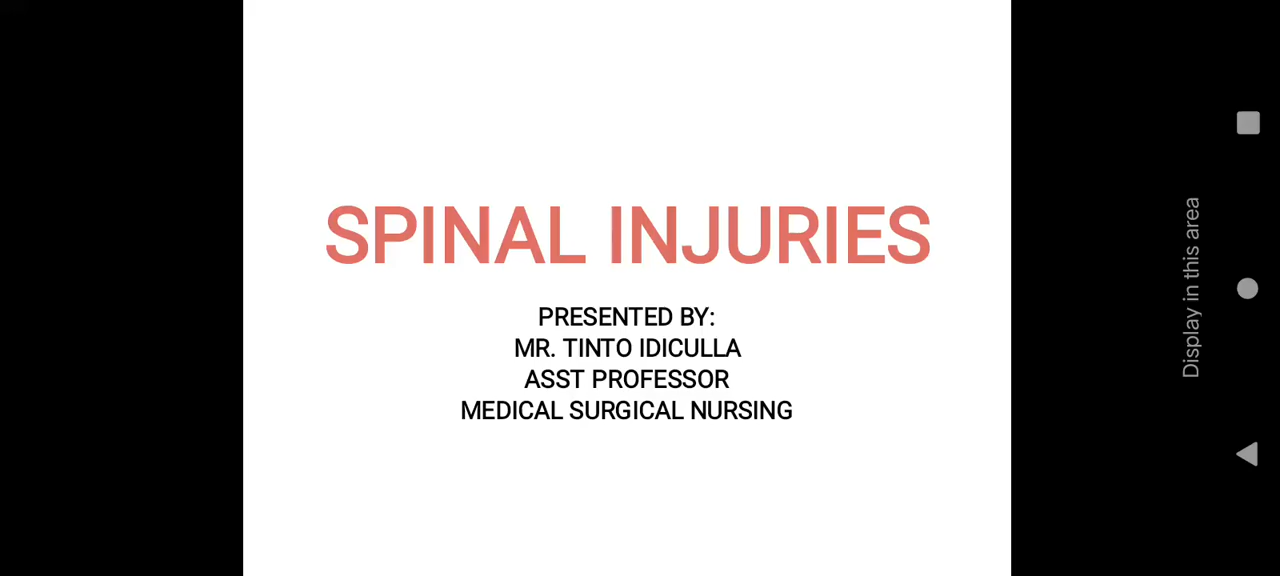 SPINAL INJURIES
PRESENTED BY:
MR. TINTO IDICULLA
ASST PROFESSOR
MEDICAL SURGICAL NURSING
Display in this area